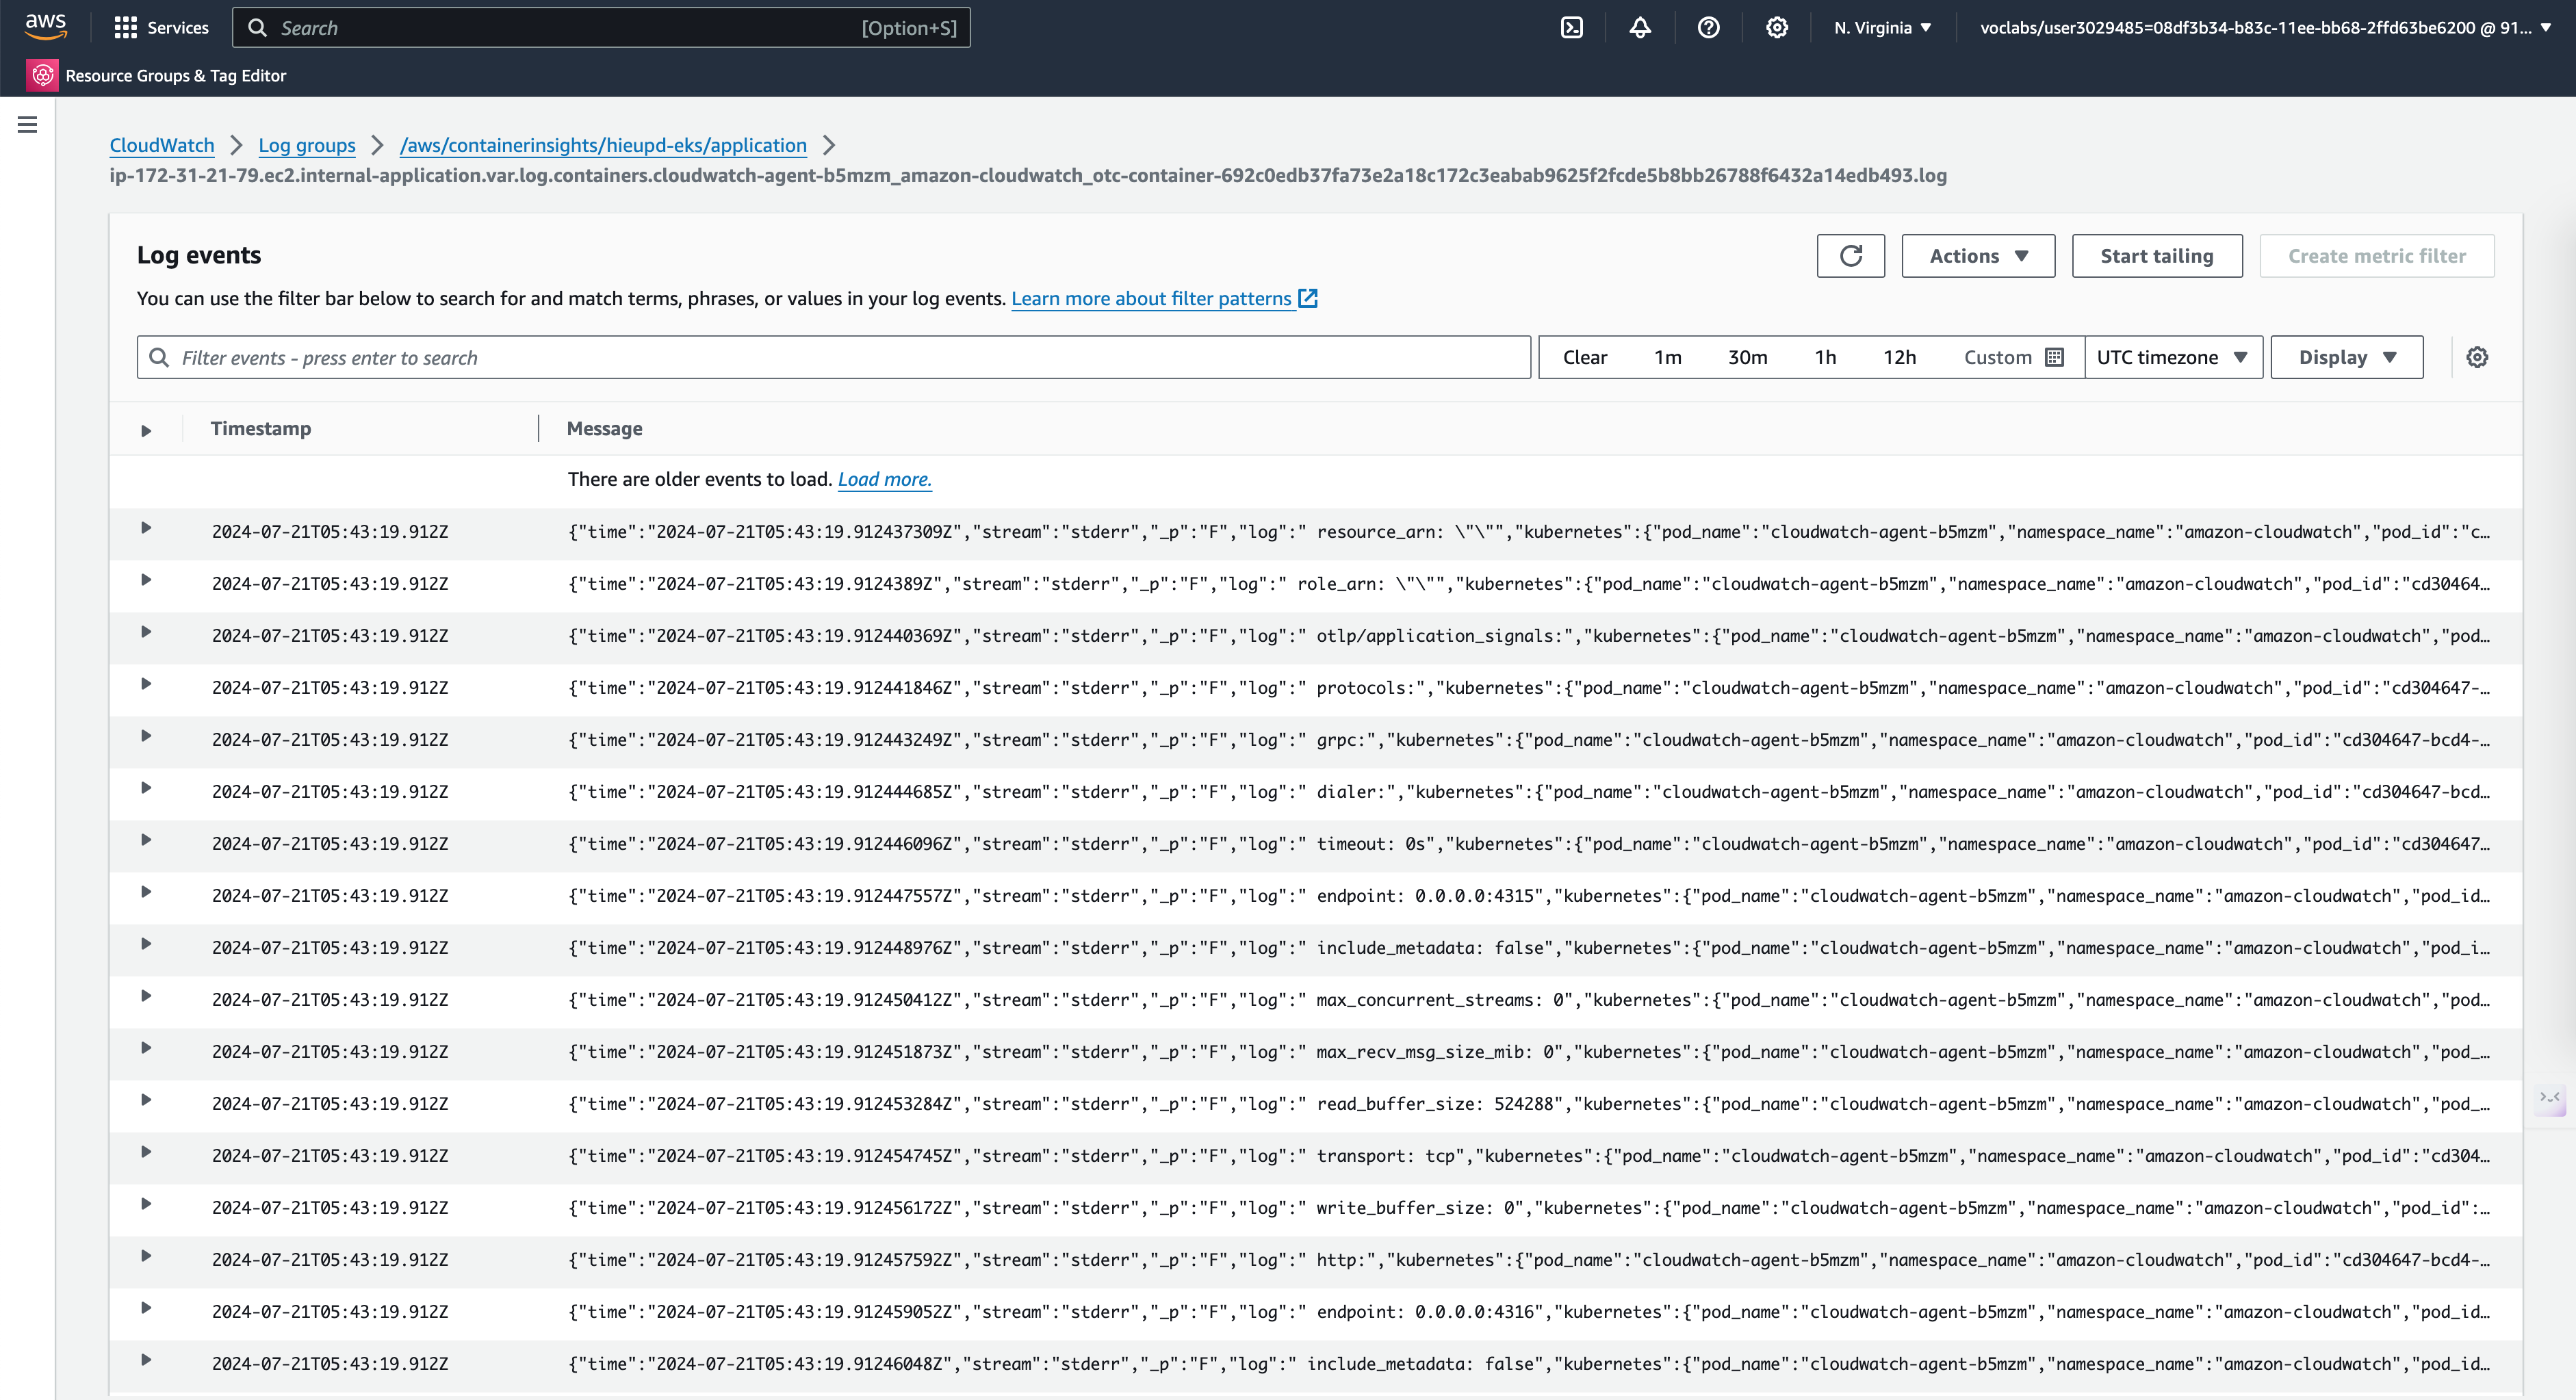 aws
Services
Search [Option+S]
N. Virginia
voclabs/user3029485=08df3b34-b83c-11ee-bb68-2ffd63be6200 @ 91...
Resource Groups & Tag Editor
CloudWatch > Log groups > /aws/containerinsights/hieupd-eks/application >
ip-172-31-21-79.ec2.internal-application.var.log.containers.cloudwatch-agent-b5mzm_amazon-cloudwatch_otc-container-692c0edb37fa73e2a18c172c3eabab9625f2fcde5b8bb26788f6432a14edb493.log
Log events
Actions
Start tailing
Create metric filter
You can use the filter bar below to search for and match terms, phrases, or values in your log events. Learn more about filter patterns
Filter events - press enter to search
Clear 1m 30m 1h 12h Custom UTC timezone Display
Timestamp Message
There are older events to load. Load more.
2024-07-21T05:43:19.912Z {"time":"2024-07-21T05:43:19.912437309Z","stream":"stderr","_p":"F","log":" resource_arn: \"\"","kubernetes":{"pod_name":"cloudwatch-agent-b5mzm","namespace_name":"amazon-cloudwatch","pod_id":"c…
2024-07-21T05:43:19.912Z {"time":"2024-07-21T05:43:19.9124389Z","stream":"stderr","_p":"F","log":" role_arn: \"\"","kubernetes":{"pod_name":"cloudwatch-agent-b5mzm","namespace_name":"amazon-cloudwatch","pod_id":"cd30464…
2024-07-21T05:43:19.912Z {"time":"2024-07-21T05:43:19.912440369Z","stream":"stderr","_p":"F","log":" otlp/application_signals:","kubernetes":{"pod_name":"cloudwatch-agent-b5mzm","namespace_name":"amazon-cloudwatch","pod…
2024-07-21T05:43:19.912Z {"time":"2024-07-21T05:43:19.912441846Z","stream":"stderr","_p":"F","log":" protocols:","kubernetes":{"pod_name":"cloudwatch-agent-b5mzm","namespace_name":"amazon-cloudwatch","pod_id":"cd304647-…
2024-07-21T05:43:19.912Z {"time":"2024-07-21T05:43:19.912443249Z","stream":"stderr","_p":"F","log":" grpc:","kubernetes":{"pod_name":"cloudwatch-agent-b5mzm","namespace_name":"amazon-cloudwatch","pod_id":"cd304647-bcd4-…
2024-07-21T05:43:19.912Z {"time":"2024-07-21T05:43:19.912444685Z","stream":"stderr","_p":"F","log":" dialer:","kubernetes":{"pod_name":"cloudwatch-agent-b5mzm","namespace_name":"amazon-cloudwatch","pod_id":"cd304647-bcd…
2024-07-21T05:43:19.912Z {"time":"2024-07-21T05:43:19.912446096Z","stream":"stderr","_p":"F","log":" timeout: 0s","kubernetes":{"pod_name":"cloudwatch-agent-b5mzm","namespace_name":"amazon-cloudwatch","pod_id":"cd304647…
2024-07-21T05:43:19.912Z {"time":"2024-07-21T05:43:19.912447557Z","stream":"stderr","_p":"F","log":" endpoint: 0.0.0.0:4315","kubernetes":{"pod_name":"cloudwatch-agent-b5mzm","namespace_name":"amazon-cloudwatch","pod_id…
2024-07-21T05:43:19.912Z {"time":"2024-07-21T05:43:19.912448976Z","stream":"stderr","_p":"F","log":" include_metadata: false","kubernetes":{"pod_name":"cloudwatch-agent-b5mzm","namespace_name":"amazon-cloudwatch","pod_i…
2024-07-21T05:43:19.912Z {"time":"2024-07-21T05:43:19.912450412Z","stream":"stderr","_p":"F","log":" max_concurrent_streams: 0","kubernetes":{"pod_name":"cloudwatch-agent-b5mzm","namespace_name":"amazon-cloudwatch","pod…
2024-07-21T05:43:19.912Z {"time":"2024-07-21T05:43:19.912451873Z","stream":"stderr","_p":"F","log":" max_recv_msg_size_mib: 0","kubernetes":{"pod_name":"cloudwatch-agent-b5mzm","namespace_name":"amazon-cloudwatch","pod_…
2024-07-21T05:43:19.912Z {"time":"2024-07-21T05:43:19.912453284Z","stream":"stderr","_p":"F","log":" read_buffer_size: 524288","kubernetes":{"pod_name":"cloudwatch-agent-b5mzm","namespace_name":"amazon-cloudwatch","pod_…
2024-07-21T05:43:19.912Z {"time":"2024-07-21T05:43:19.912454745Z","stream":"stderr","_p":"F","log":" transport: tcp","kubernetes":{"pod_name":"cloudwatch-agent-b5mzm","namespace_name":"amazon-cloudwatch","pod_id":"cd304…
2024-07-21T05:43:19.912Z {"time":"2024-07-21T05:43:19.912456172Z","stream":"stderr","_p":"F","log":" write_buffer_size: 0","kubernetes":{"pod_name":"cloudwatch-agent-b5mzm","namespace_name":"amazon-cloudwatch","pod_id":…
2024-07-21T05:43:19.912Z {"time":"2024-07-21T05:43:19.912457592Z","stream":"stderr","_p":"F","log":" http:","kubernetes":{"pod_name":"cloudwatch-agent-b5mzm","namespace_name":"amazon-cloudwatch","pod_id":"cd304647-bcd4-…
2024-07-21T05:43:19.912Z {"time":"2024-07-21T05:43:19.912459052Z","stream":"stderr","_p":"F","log":" endpoint: 0.0.0.0:4316","kubernetes":{"pod_name":"cloudwatch-agent-b5mzm","namespace_name":"amazon-cloudwatch","pod_id…
2024-07-21T05:43:19.912Z {"time":"2024-07-21T05:43:19.91246048Z","stream":"stderr","_p":"F","log":" include_metadata: false","kubernetes":{"pod_name":"cloudwatch-agent-b5mzm","namespace_name":"amazon-cloudwatch","pod_id…